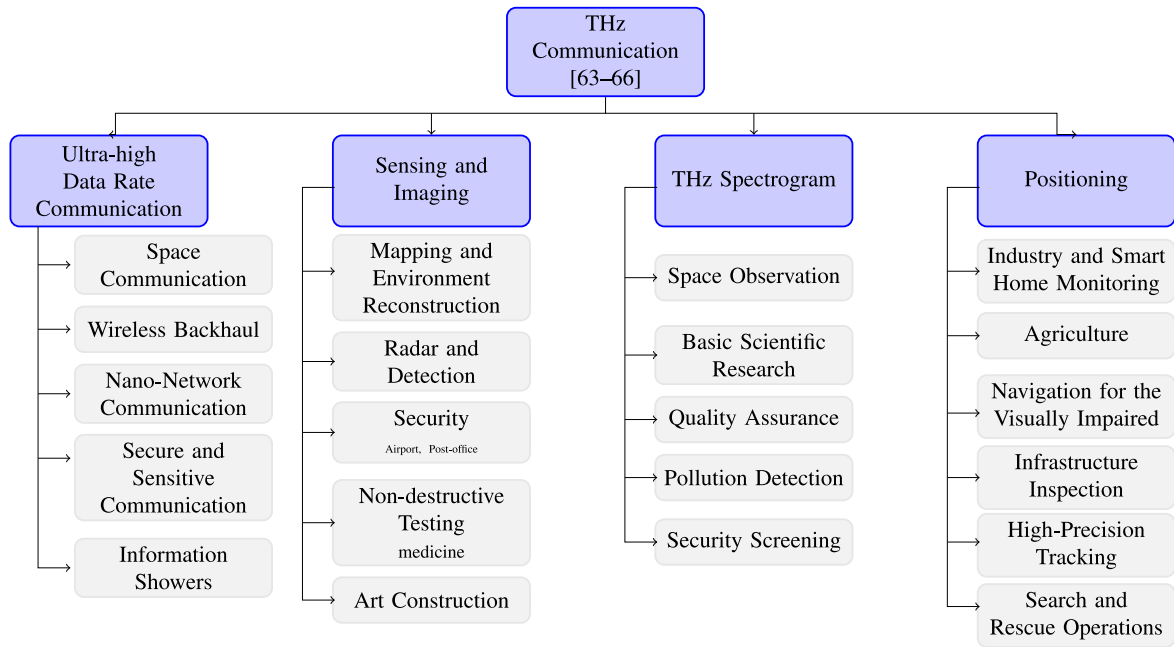 THz
Communication
[63–66]
Ultra-high
Data Rate
Communication
Space
Communication
Wireless Backhaul
Nano-Network
Communication
Secure and
Sensitive
Communication
Information
Showers
Sensing and
Imaging
Mapping and
Environment
Reconstruction
Radar and
Detection
Security
Airport, Post-office
Non-destructive
Testing
medicine
Art Construction
THz Spectrogram
Space Observation
Basic Scientific
Research
Quality Assurance
Pollution Detection
Security Screening
Positioning
Industry and Smart
Home Monitoring
Agriculture
Navigation for the
Visually Impaired
Infrastructure
Inspection
High-Precision
Tracking
Search and
Rescue Operations